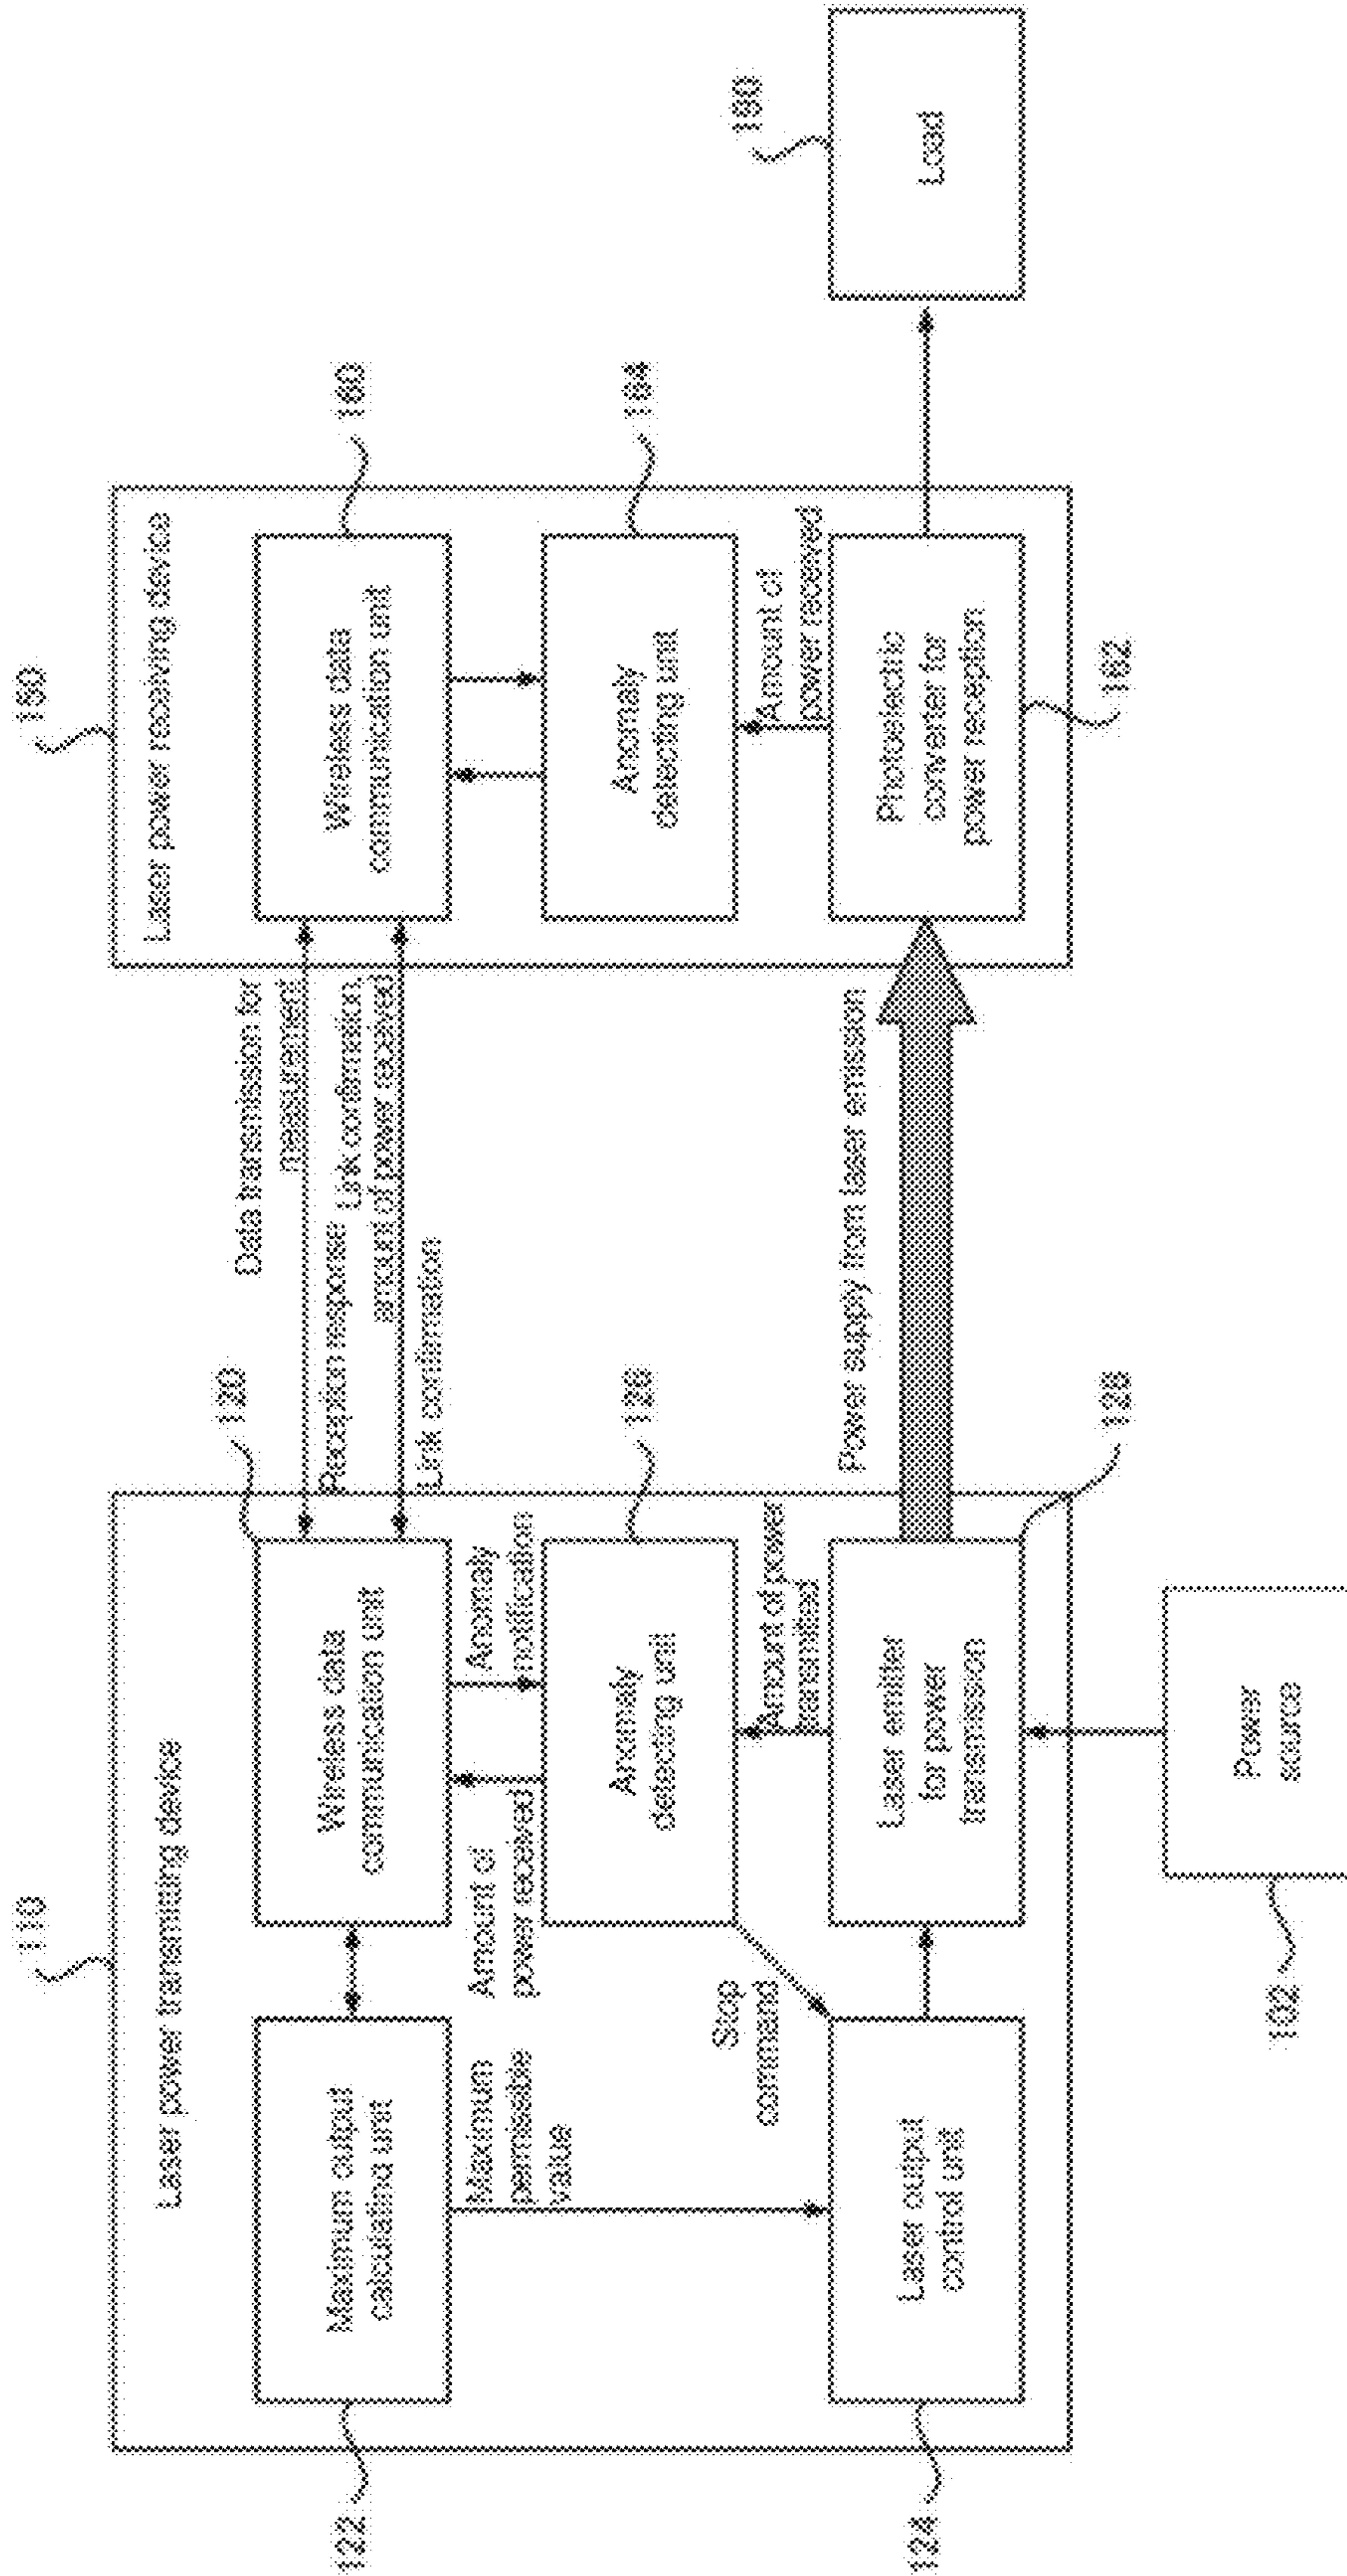 110
Laser power transmising device
122
Maximum output
calculating unit
Wireless data
communication unit
120
Data transmission for
measurement
Reception response
Link confirmation,
amount of power received
Link confirmation
Maximum
permissible
value
Amount of
power received
Anomaly
notification
Anomaly
detecting unit
126
Stop
command
Amount of power
transmitted
124
Laser output
control unit
Laser emitter
for power
transmission
128
Power supply from laser emission
102
Power
source
Laser power receiving device
Wireless data
communication unit
160
Anomaly
detecting unit
164
Amount of
power received
Photoelectric
converter for
power reception
162
Load